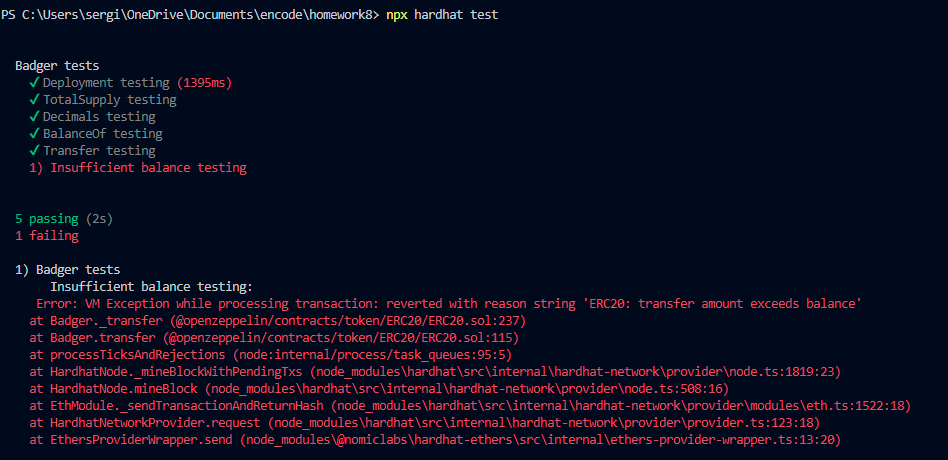 PS C:\Users\sergi\OneDrive\Documents\encode\homework8> npx hardhat test
Badger tests
✓ Deployment testing (1395ms)
✓ TotalSupply testing
✓ Decimals testing
✓ BalanceOf testing
✓ Transfer testing
1) Insufficient balance testing
5 passing (2s)
1 failing
1) Badger tests
Insufficient balance testing:
Error: VM Exception while processing transaction: reverted with reason string 'ERC20: transfer amount exceeds balance'
at Badger._transfer (@openzeppelin/contracts/token/ERC20/ERC20.sol:237)
at Badger.transfer (@openzeppelin/contracts/token/ERC20/ERC20.sol:115)
at processTicksAndRejections (node:internal/process/task_queues:95:5)
at HardhatNode._mineBlockWithPendingTxs (node_modules\hardhat\src\internal\hardhat-network\provider\node.ts:1819:23)
at HardhatNode.mineBlock (node_modules\hardhat\src\internal\hardhat-network\provider\node.ts:508:16)
at EthModule._sendTransactionAndReturnHash (node_modules\hardhat\src\internal\hardhat-network\provider\modules\eth.ts:1522:18)
at HardhatNetworkProvider.request (node_modules\hardhat\src\internal\hardhat-network\provider\provider.ts:123:18)
at EthersProviderWrapper.send (node_modules\@nomiclabs\hardhat-ethers\src\internal\ethers-provider-wrapper.ts:13:20)